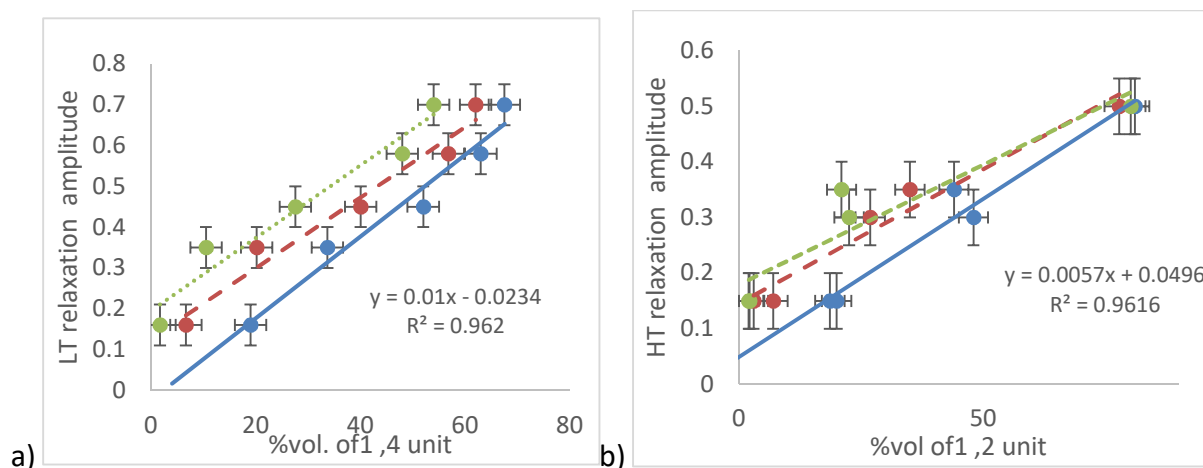 0.8
0.7
0.6
0.5
0.4
0.3
0.2
0.1
0
LT relaxation amplitude
y = 0.01x - 0.0234
R² = 0.962
0 20 40 60 80
%vol. of1 ,4 unit
a)
0.6
0.5
0.4
0.3
0.2
0.1
0
HT relaxation amplitude
y = 0.0057x + 0.0496
R² = 0.9616
0 50
%vol of1 ,2 unit
b)